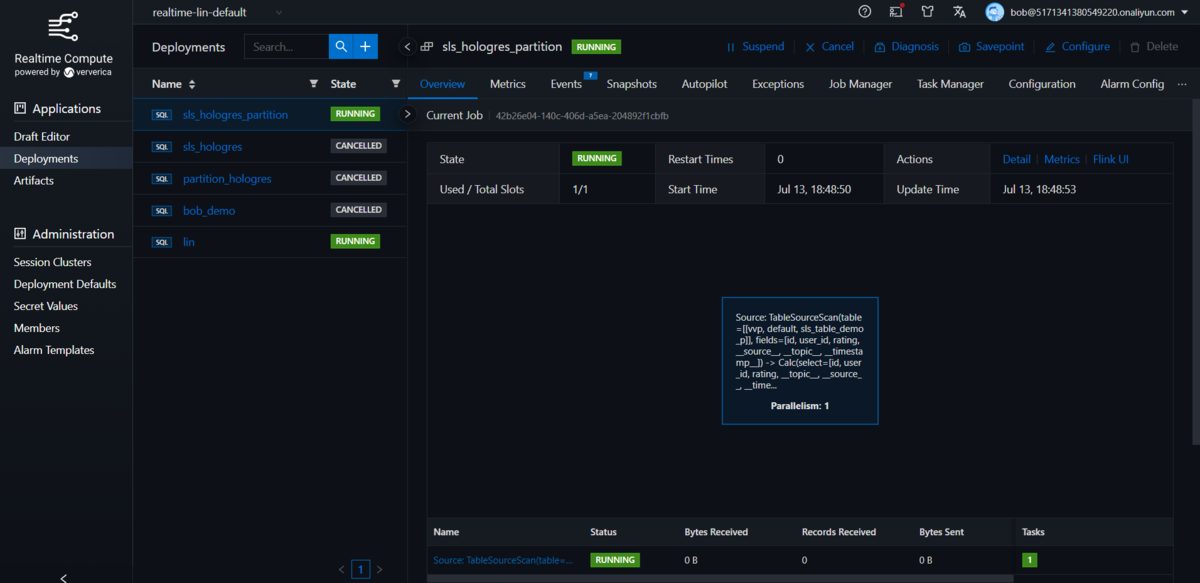 realtime-lin-default
bob@5171341380549220.onaliyun.com
Realtime Compute
powered by ververica
Applications
Draft Editor
Deployments
Artifacts
Administration
Session Clusters
Deployment Defaults
Secret Values
Members
Alarm Templates
Deployments
Search...
Name State
SQL sls_hologres_partition RUNNING
SQL sls_hologres CANCELLED
SQL partition_hologres CANCELLED
SQL bob_demo CANCELLED
SQL lin RUNNING
1
sls_hologres_partition RUNNING
Suspend Cancel Diagnosis Savepoint Configure Delete
Overview Metrics Events 7 Snapshots Autopilot Exceptions Job Manager Task Manager Configuration Alarm Config ...
Current Job 42b26e04-140c-406d-a5ea-204892f1cbfb
State RUNNING Restart Times 0 Actions Detail Metrics Flink UI
Used / Total Slots 1/1 Start Time Jul 13, 18:48:50 Update Time Jul 13, 18:48:53
Source: TableSourceScan(table
=[[vvp, default, sls_table_demo
_p]], fields=[id, user_id, rating,
__source__, __topic__, __timesta
mp__]) -> Calc(select=[id, user
_id, rating, __topic__, __source_
_, __time...
Parallelism: 1
Name Status Bytes Received Records Received Bytes Sent Tasks
Source: TableSourceScan(table=... RUNNING 0 B 0 0 B 1